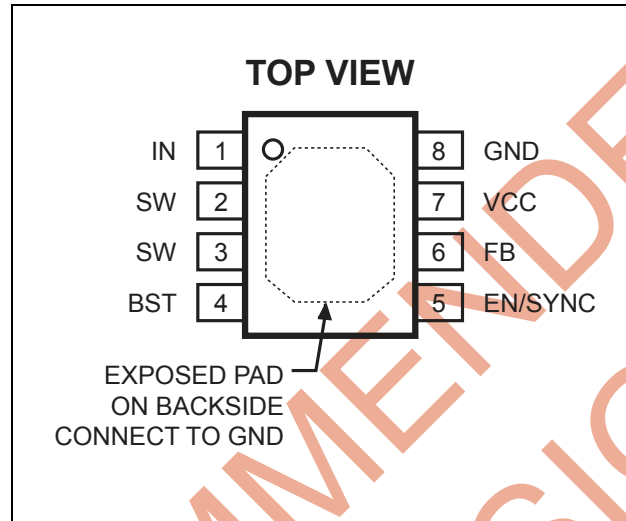 TOP VIEW
IN 1 8 GND
SW 2 7 VCC
SW 3 6 FB
BST 4 5 EN/SYNC
EXPOSED PAD
ON BACKSIDE
CONNECT TO GND